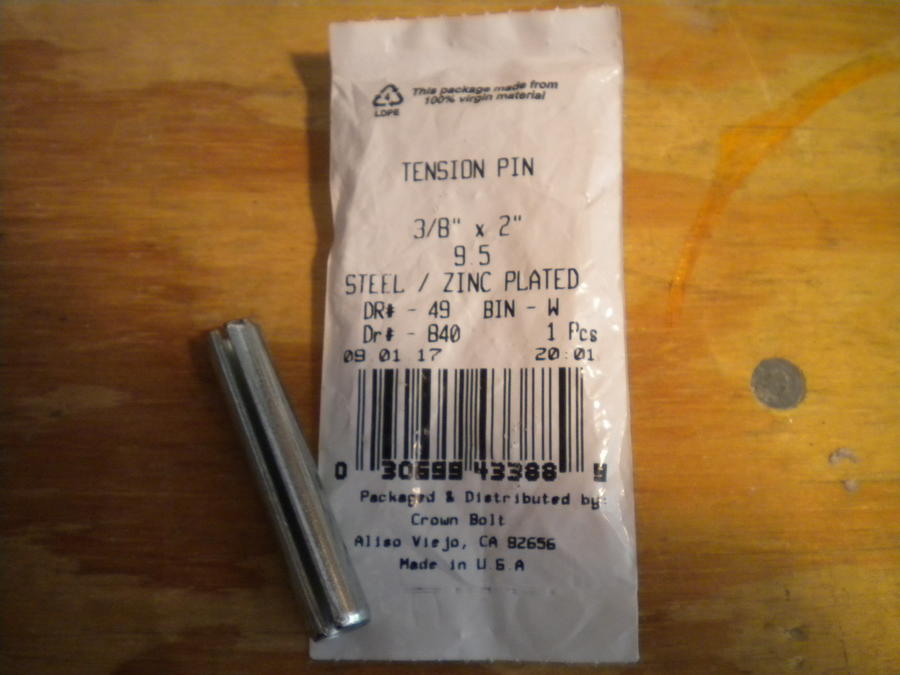 This package made from
100% virgin material
4
LDPE
TENSION PIN
3/8" x 2"
9.5
STEEL / ZINC PLATED
DR# - 49 BIN - W
Dr# - 840 1 Pcs
09 01 17 20:01
0 30699 43388 9
Packaged & Distributed by:
Crown Bolt
Aliso Viejo, CA 92656
Made in U.S.A